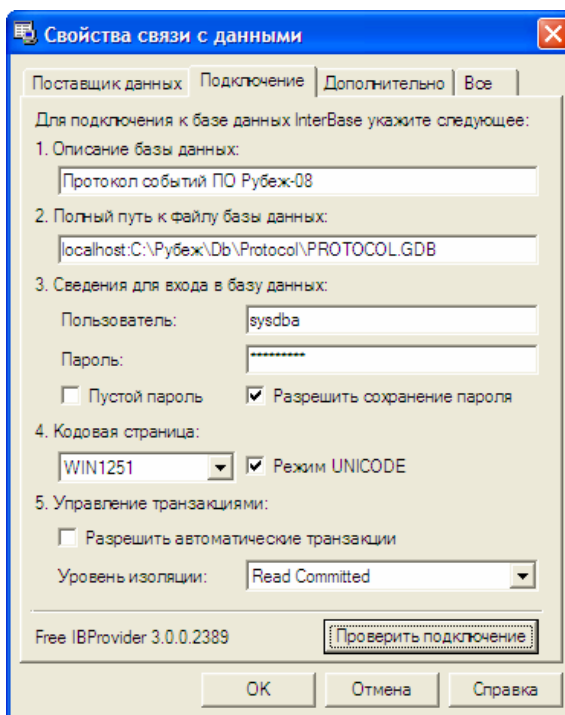 Свойства связи с данными
Поставщик данных Подключение Дополнительно Все
Для подключения к базе данных InterBase укажите следующее:
1. Описание базы данных:
Протокол событий ПО Рубеж-08
2. Полный путь к файлу базы данных:
localhost:C:\Рубеж\Db\Protocol\PROTOCOL.GDB
3. Сведения для входа в базу данных:
Пользователь: sysdba
Пароль: *********
Пустой пароль Разрешить сохранение пароля
4. Кодовая страница:
WIN1251 Режим UNICODE
5. Управление транзакциями:
Разрешить автоматические транзакции
Уровень изоляции: Read Committed
Free IBProvider 3.0.0.2389 Проверить подключение
OK Отмена Справка